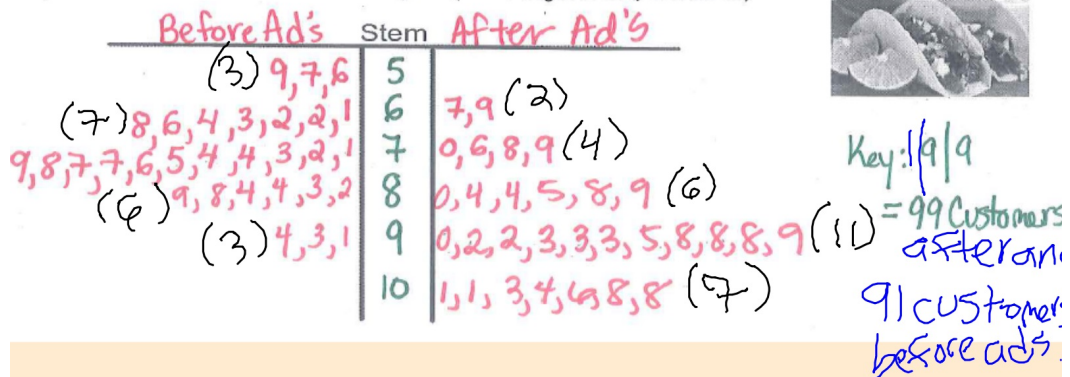 Before Ad's Stem After Ad's
(3) 9,7,6 5
(7) 8,6,4,3,2,2,1 6 7,9 (2)
9,8,7,7,6,5,4,4,3,2,1 7 0,6,8,9 (4)
(6) 9,8,4,4,3,2 8 0,4,4,5,8,9 (6)
(3) 4,3,1 9 0,2,2,3,3,3,5,8,8,8,9 (11)
10 1,1,3,4,6,8,8 (7)
Key: 1|9|9
= 99 Customers
after an
91 customers
before ads.